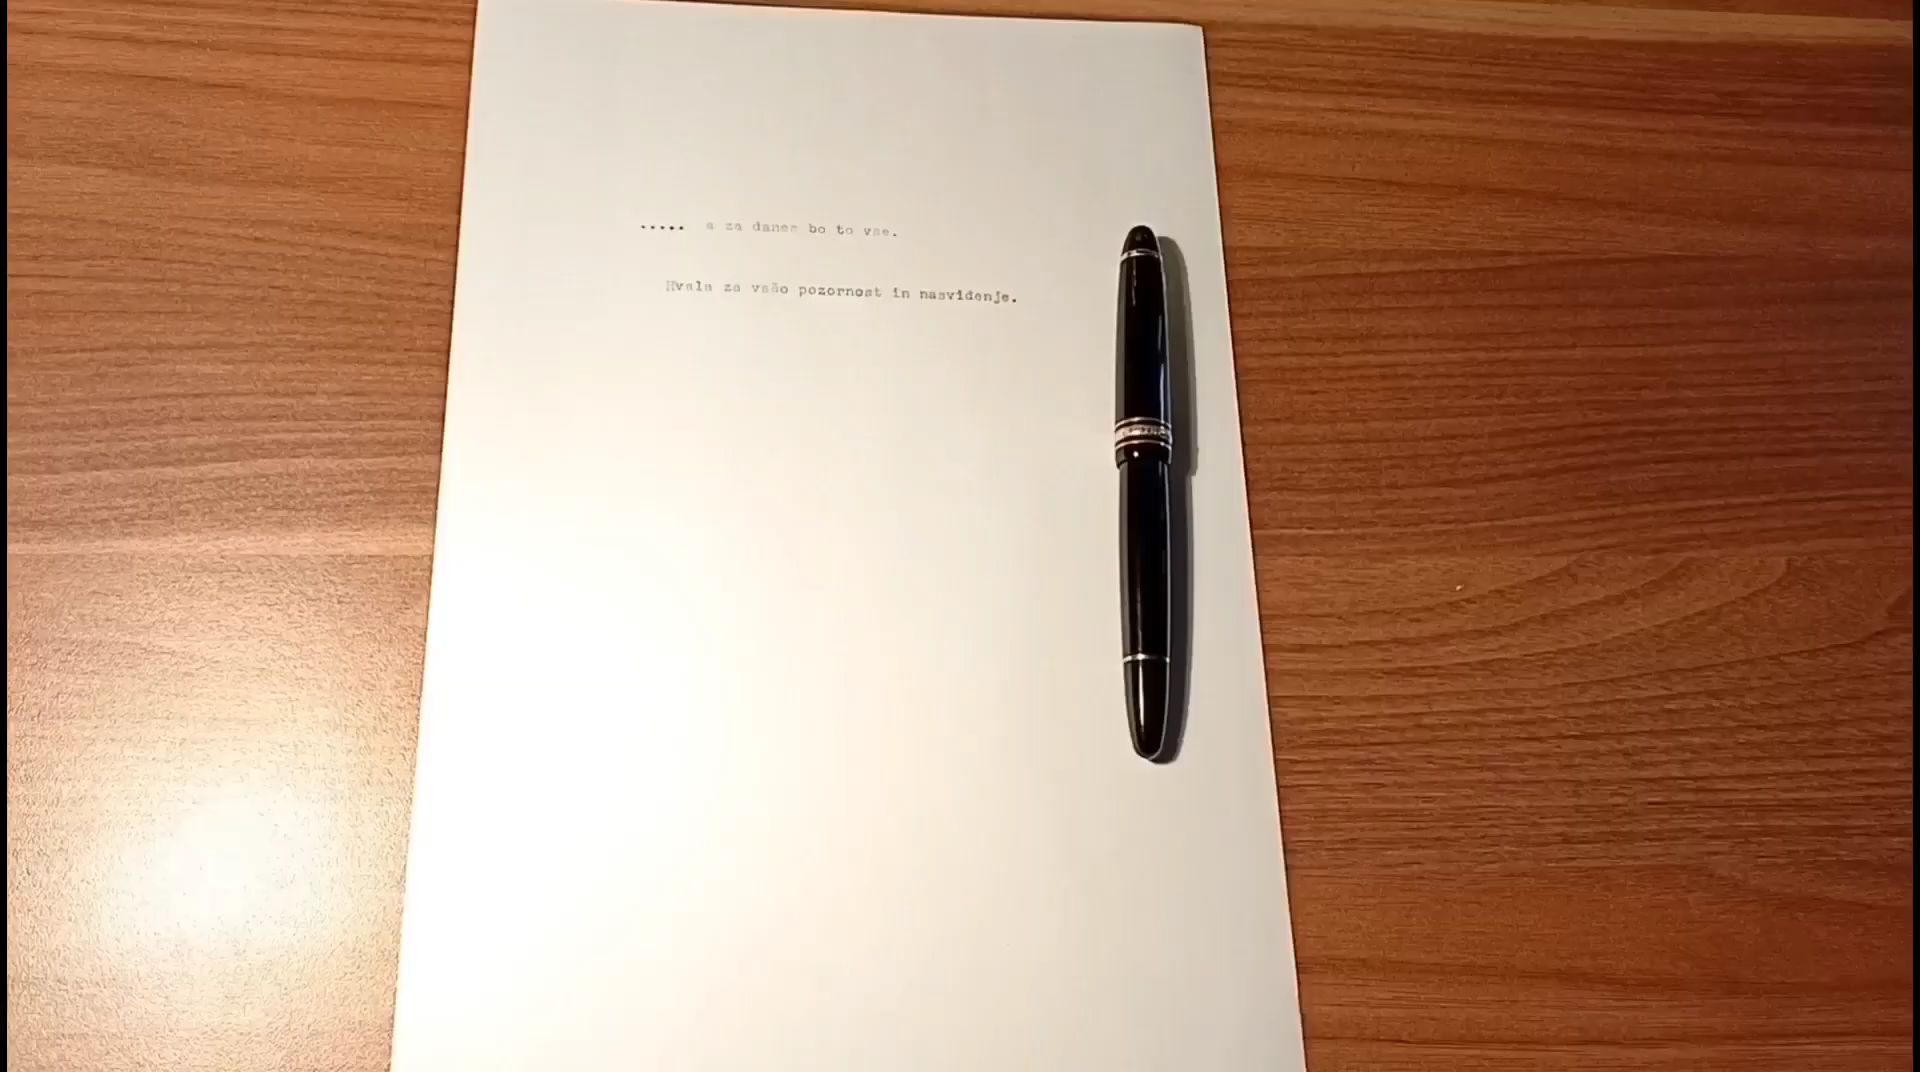 ..... a za danes bo to vse.
Hvala za vašo pozornost in nasvidenje.